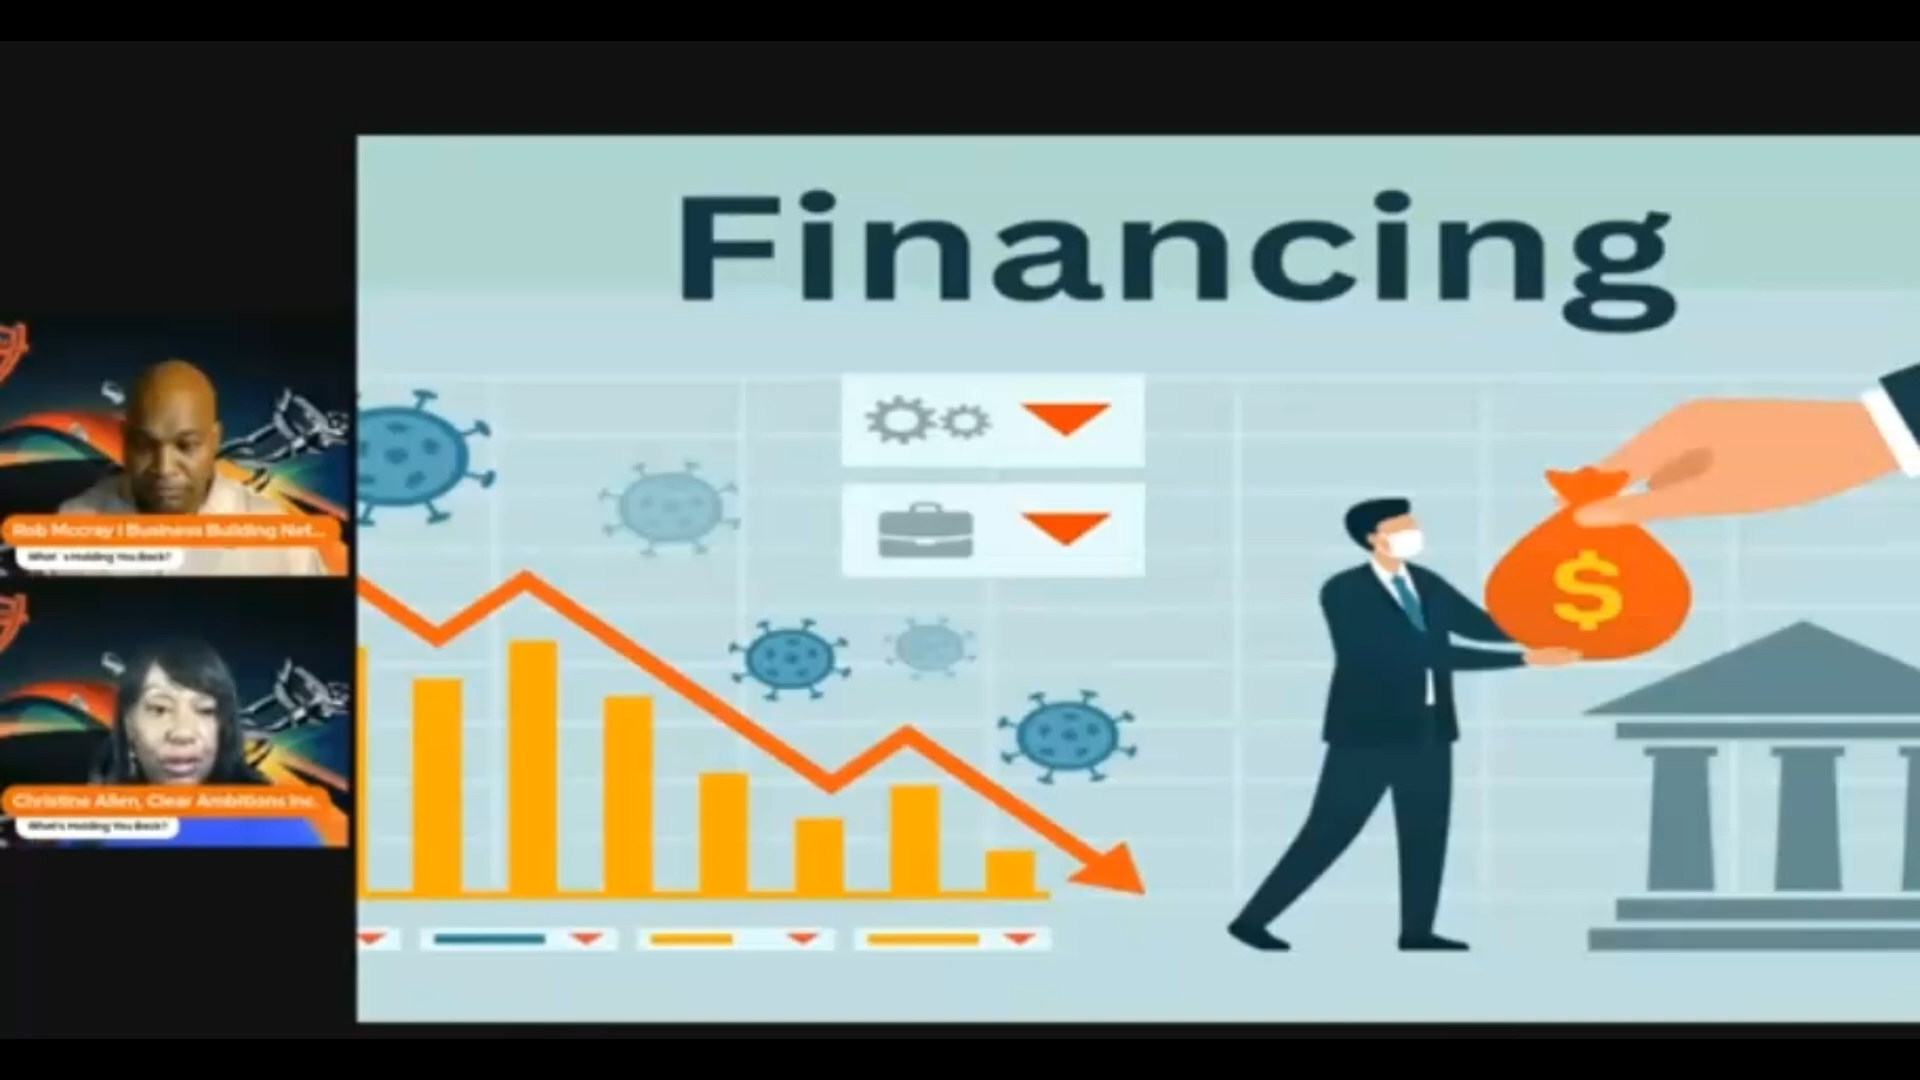 Financing
$
Rob Mccray | Business Building Net...
What's Holding You Back?
Christine Allen, Clear Ambitions Inc.
What's Holding You Back?